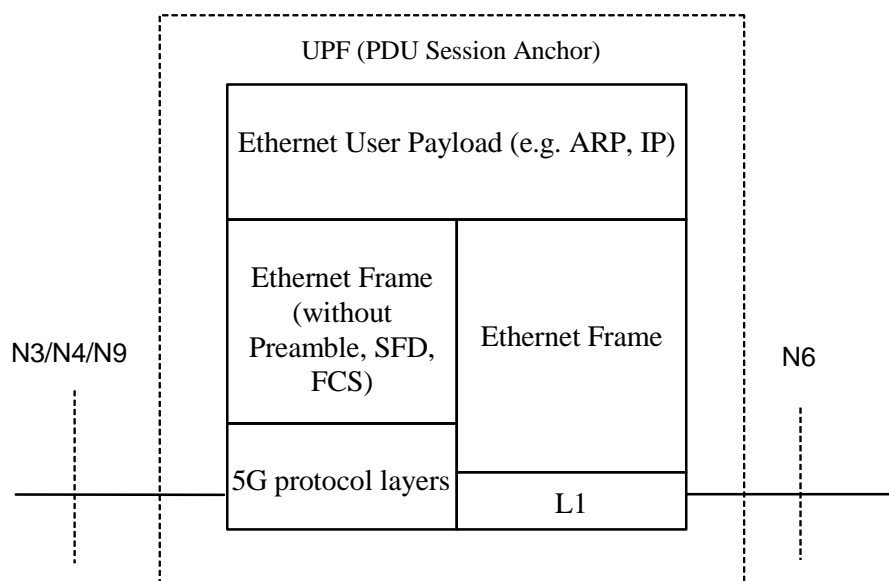 UPF (PDU Session Anchor)
Ethernet User Payload (e.g. ARP, IP)
Ethernet Frame
(without
Preamble, SFD,
FCS)
Ethernet Frame
N3/N4/N9
N6
5G protocol layers
L1